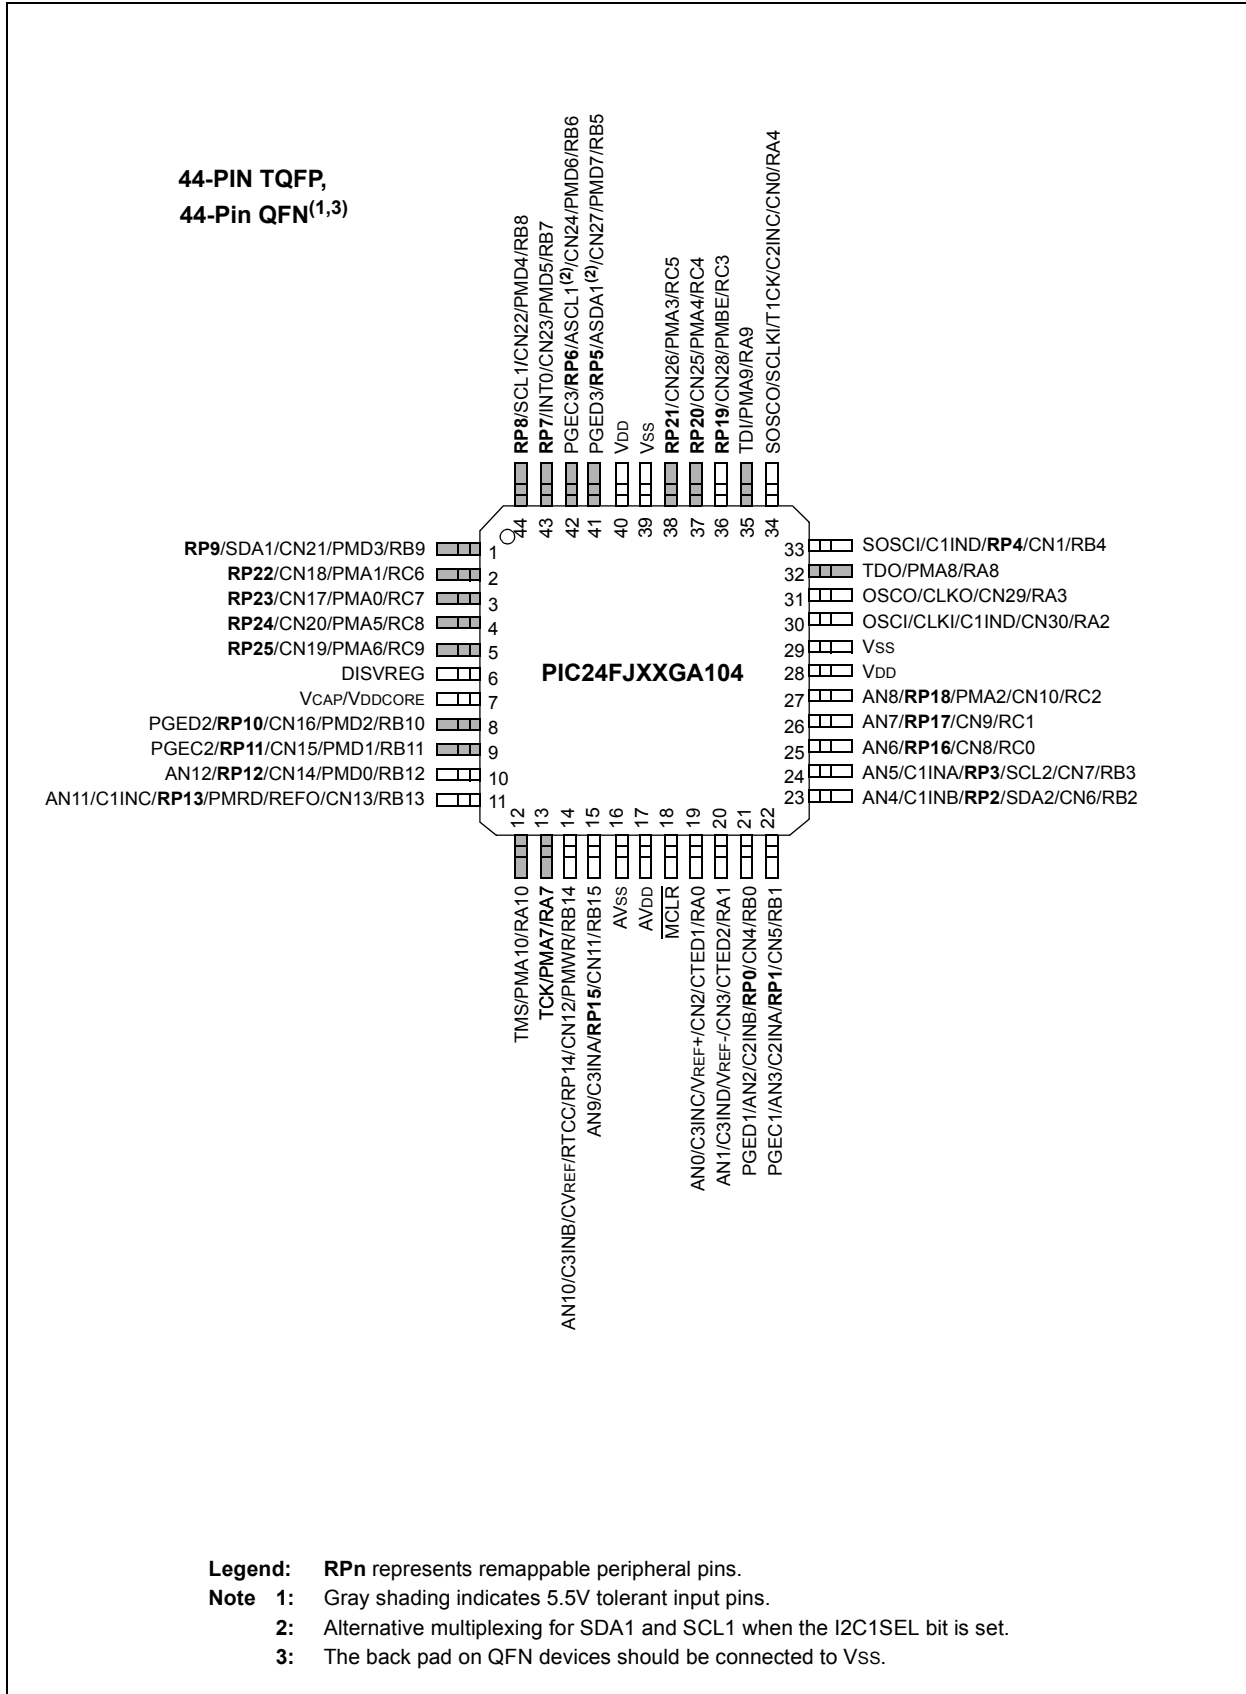 44-PIN TQFP,
44-Pin QFN(1,3)
RP8/SCL1/CN22/PMD4/RB8
RP7/INT0/CN23/PMD5/RB7
PGEC3/RP6/ASCL1(2)/CN24/PMD6/RB6
PGED3/RP5/ASDA1(2)/CN27/PMD7/RB5
VDD
VSS
RP21/CN26/PMA3/RC5
RP20/CN25/PMA4/RC4
RP19/CN28/PMBE/RC3
TDI/PMA9/RA9
SOSCO/SCLKI/T1CK/C2INC/CN0/RA4
44 43 42 41 40 39 38 37 36 35 34
RP9/SDA1/CN21/PMD3/RB9 1
RP22/CN18/PMA1/RC6 2
RP23/CN17/PMA0/RC7 3
RP24/CN20/PMA5/RC8 4
RP25/CN19/PMA6/RC9 5
DISVREG 6
VCAP/VDDCORE 7
PGED2/RP10/CN16/PMD2/RB10 8
PGEC2/RP11/CN15/PMD1/RB11 9
AN12/RP12/CN14/PMD0/RB12 10
AN11/C1INC/RP13/PMRD/REFO/CN13/RB13 11
PIC24FJXXGA104
33 SOSCI/C1IND/RP4/CN1/RB4
32 TDO/PMA8/RA8
31 OSCO/CLKO/CN29/RA3
30 OSCI/CLKI/C1IND/CN30/RA2
29 VSS
28 VDD
27 AN8/RP18/PMA2/CN10/RC2
26 AN7/RP17/CN9/RC1
25 AN6/RP16/CN8/RC0
24 AN5/C1INA/RP3/SCL2/CN7/RB3
23 AN4/C1INB/RP2/SDA2/CN6/RB2
12 13 14 15 16 17 18 19 20 21 22
TMS/PMA10/RA10
TCK/PMA7/RA7
AN10/C3INB/CVREF/RTCC/RP14/CN12/PMWR/RB14
AN9/C3INA/RP15/CN11/RB15
AVSS
AVDD
MCLR
AN0/C3INC/VREF+/CN2/CTED1/RA0
AN1/C3IND/VREF-/CN3/CTED2/RA1
PGED1/AN2/C2INB/RP0/CN4/RB0
PGEC1/AN3/C2INA/RP1/CN5/RB1
Legend: RPn represents remappable peripheral pins.
Note 1: Gray shading indicates 5.5V tolerant input pins.
2: Alternative multiplexing for SDA1 and SCL1 when the I2C1SEL bit is set.
3: The back pad on QFN devices should be connected to VSS.